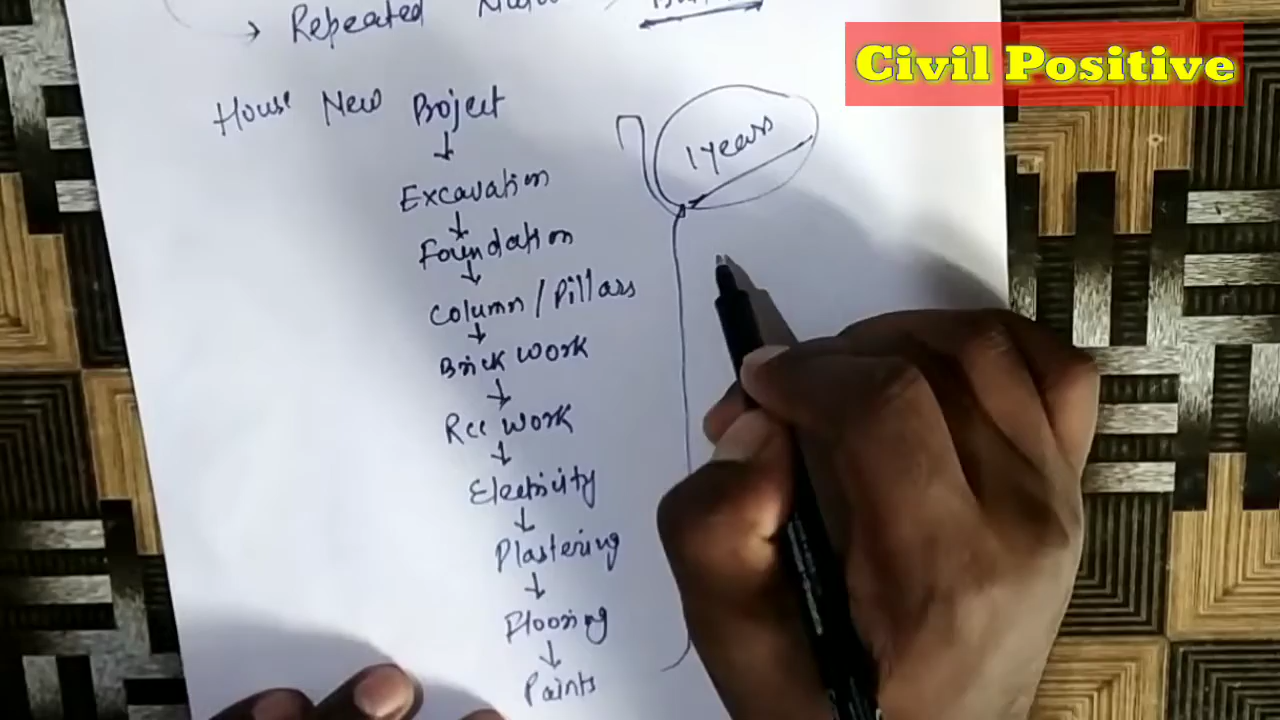 Repeated
Civil Positive
House New Project
1 years
Excavation
Foundation
Column / Pillars
Brick work
Rcc work
Electricity
Plastering
Flooring
Paints